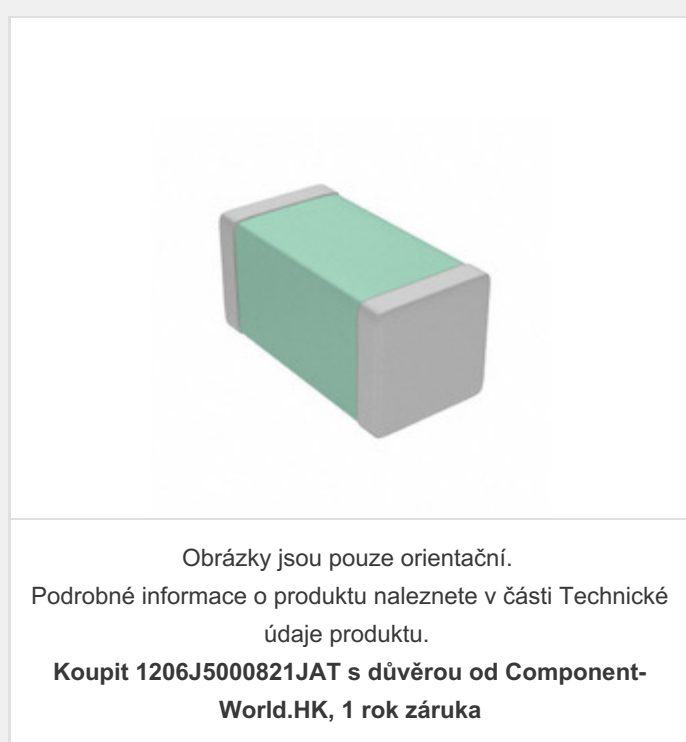 Obrázky jsou pouze orientační.
Podrobné informace o produktu naleznete v části Technické
údaje produktu.
Koupit 1206J5000821JAT s důvěrou od Component-
World.HK, 1 rok záruka